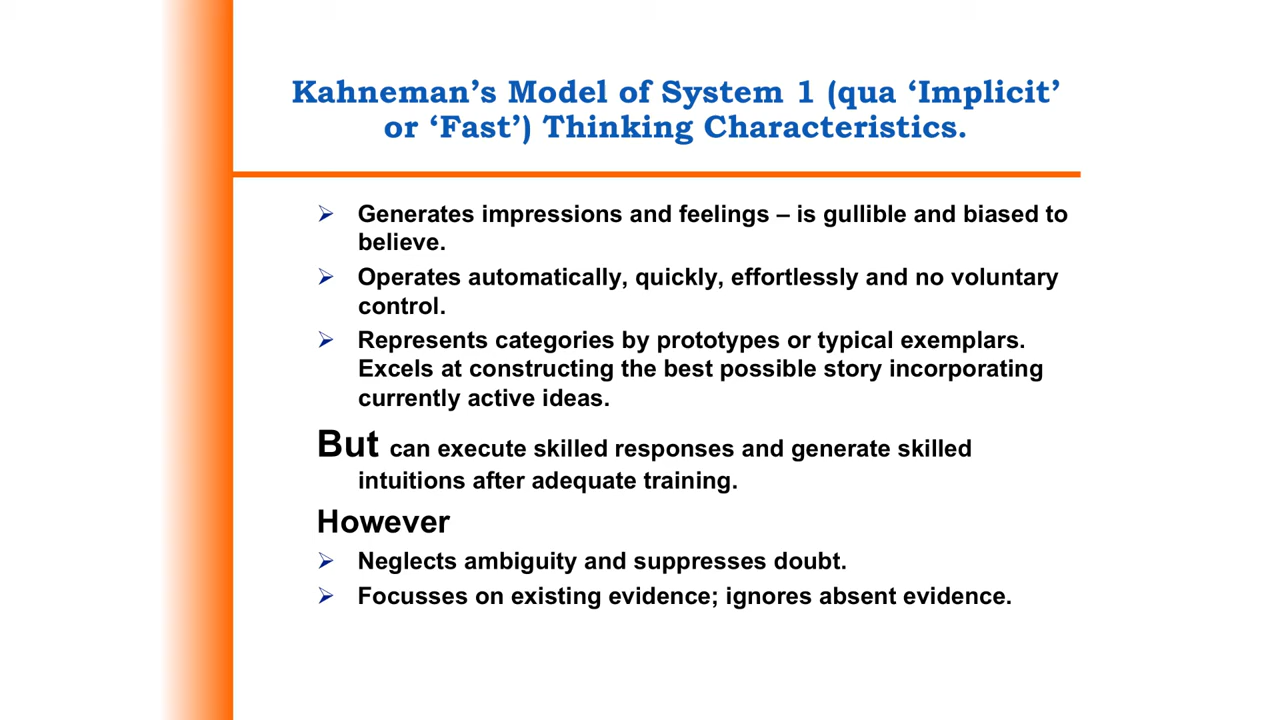 Kahneman’s Model of System 1 (qua ‘Implicit’
or ‘Fast’) Thinking Characteristics.
Generates impressions and feelings – is gullible and biased to
believe.
Operates automatically, quickly, effortlessly and no voluntary
control.
Represents categories by prototypes or typical exemplars.
Excels at constructing the best possible story incorporating
currently active ideas.
But can execute skilled responses and generate skilled
intuitions after adequate training.
However
Neglects ambiguity and suppresses doubt.
Focusses on existing evidence; ignores absent evidence.